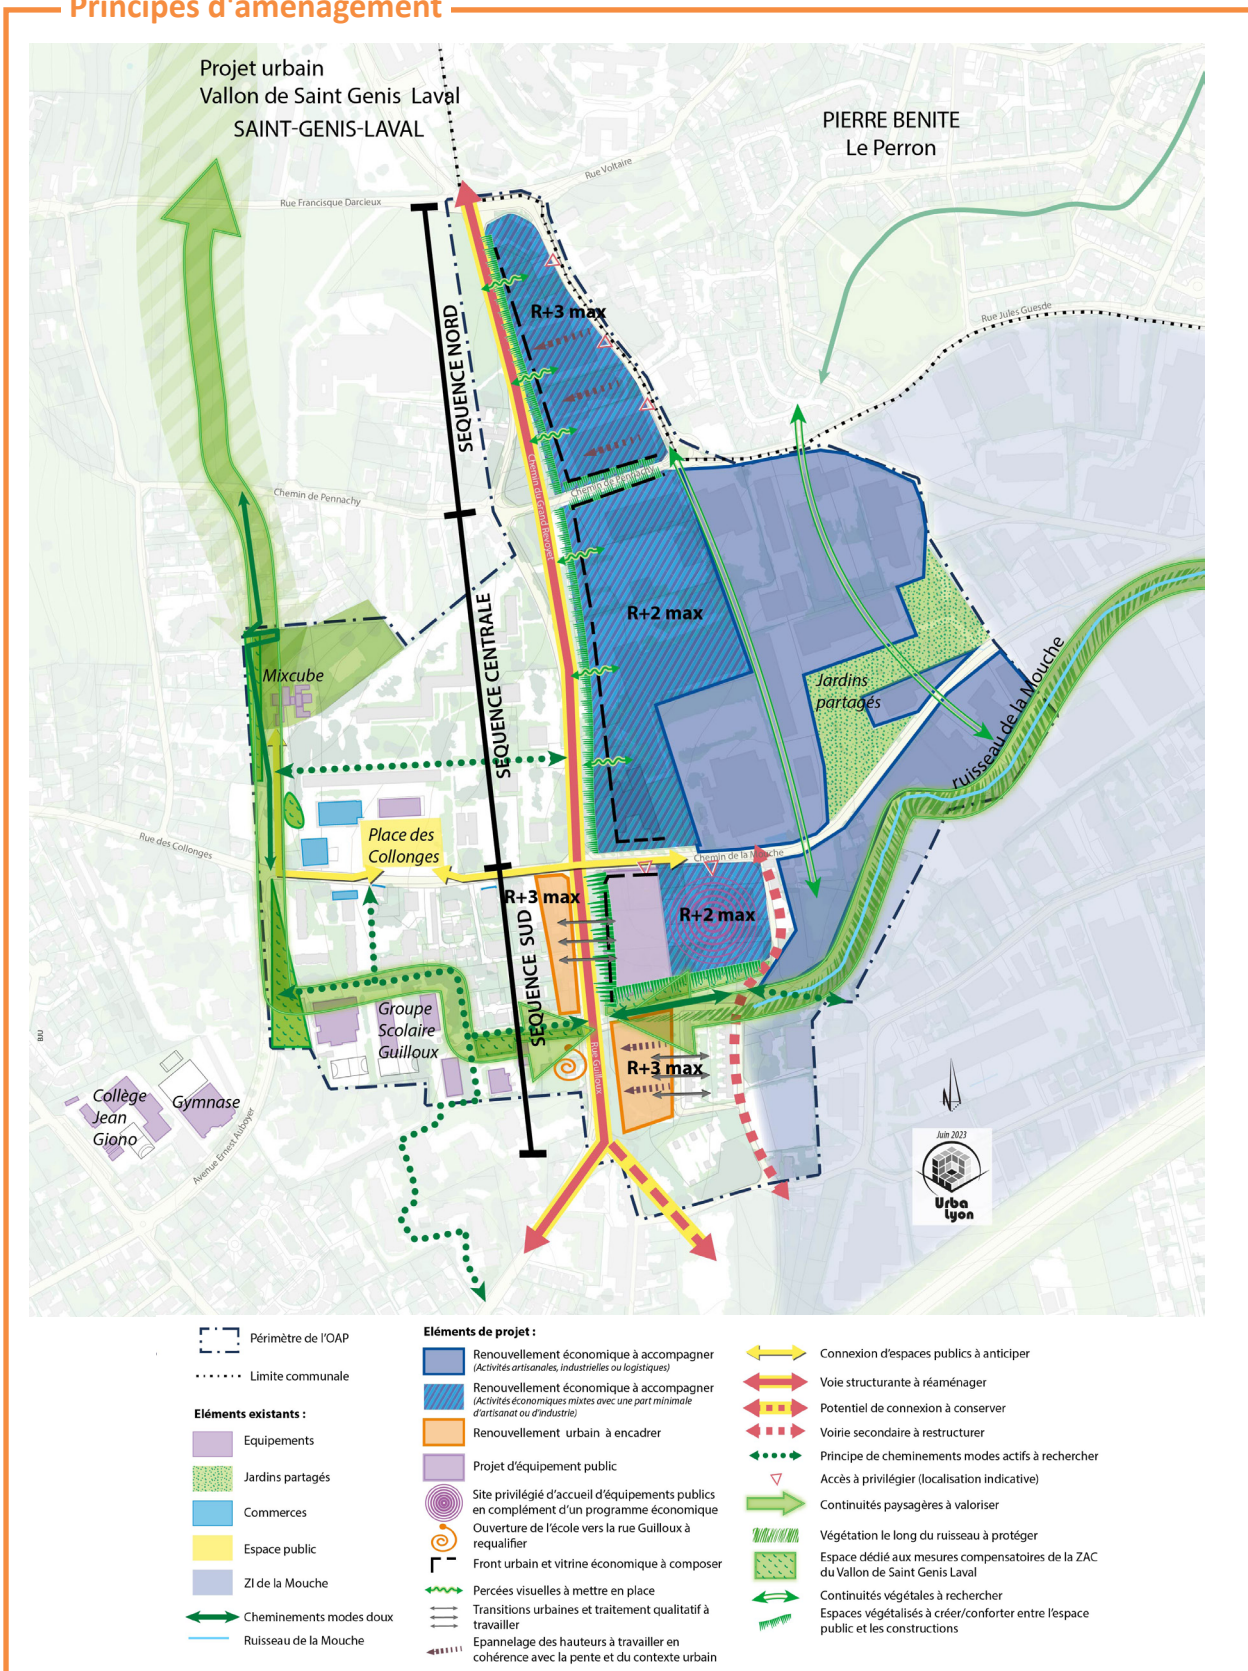 Principes d'aménagement
Projet urbain
Vallon de Saint Genis Laval
SAINT-GENIS-LAVAL
PIERRE BENITE
Le Perron
Rue Voltaire
Rue Francisque Darcieux
Rue Jules Guesde
R+3 max
SEQUENCE NORD
Chemin de Pennachy
Chemin de Pennachy
Chemin du Grand Revoyet
R+2 max
SEQUENCE CENTRALE
Mixcube
Jardins
partagés
ruisseau de la Mouche
Rue des Collonges
Place des
Collonges
Chemin de la Mouche
R+3 max
R+2 max
SEQUENCE SUD
Groupe
Scolaire
Guilloux
Rue Guilloux
R+3 max
Collège
Jean
Giono
Gymnase
Avenue Ernest Auboyer
Juin 2023
Urba
Lyon
Périmètre de l'OAP
Limite communale
Eléments existants :
Equipements
Jardins partagés
Commerces
Espace public
ZI de la Mouche
Cheminements modes doux
Ruisseau de la Mouche
Eléments de projet :
Renouvellement économique à accompagner
(Activités artisanales, industrielles ou logistiques)
Renouvellement économique à accompagner
(Activités économiques mixtes avec une part minimale
d'artisanat ou d'industrie)
Renouvellement urbain à encadrer
Projet d'équipement public
Site privilégié d'accueil d'équipements publics
en complément d'un programme économique
Ouverture de l'école vers la rue Guilloux à
requalifier
Front urbain et vitrine économique à composer
Percées visuelles à mettre en place
Transitions urbaines et traitement qualitatif à
travailler
Epannelage des hauteurs à travailler en
cohérence avec la pente et du contexte urbain
Connexion d'espaces publics à anticiper
Voie structurante à réaménager
Potentiel de connexion à conserver
Voirie secondaire à restructurer
Principe de cheminements modes actifs à rechercher
Accès à privilégier (localisation indicative)
Continuités paysagères à valoriser
Végétation le long du ruisseau à protéger
Espace dédié aux mesures compensatoires de la ZAC
du Vallon de Saint Genis Laval
Continuités végétales à rechercher
Espaces végétalisés à créer/conforter entre l'espace
public et les constructions